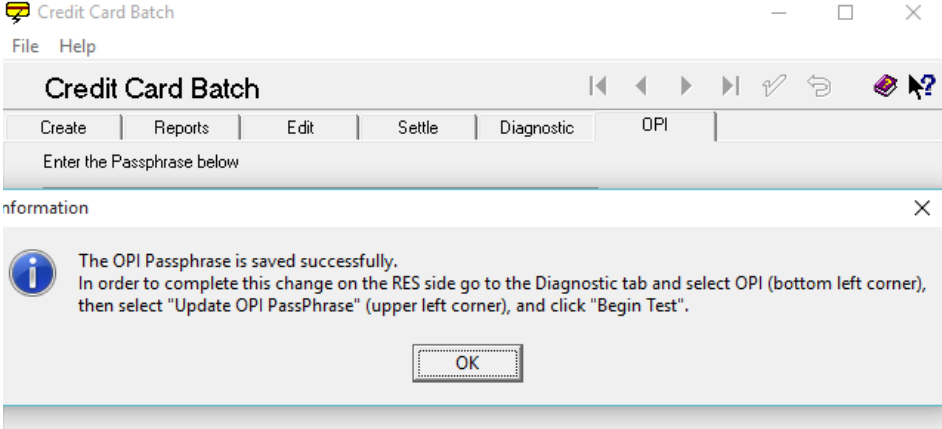 Credit Card Batch
File Help
Credit Card Batch
Create Reports Edit Settle Diagnostic OPI
Enter the Passphrase below
nformation
The OPI Passphrase is saved successfully.
In order to complete this change on the RES side go to the Diagnostic tab and select OPI (bottom left corner),
then select "Update OPI PassPhrase" (upper left corner), and click "Begin Test".
OK